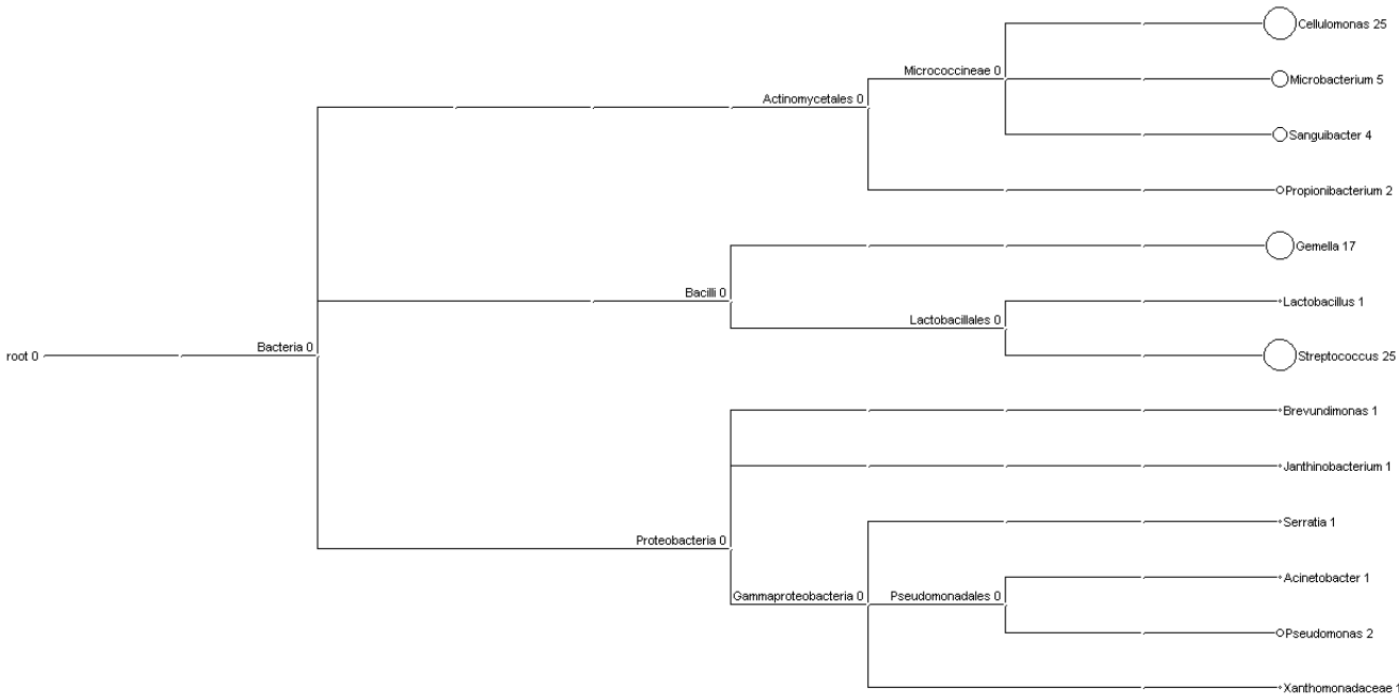 Cellulomonas 25
Micrococcineae 0
Microbacterium 5
Actinomycetales 0
Sanguibacter 4
Propionibacterium 2
Gemella 17
Bacilli 0
Lactobacillus 1
Lactobacillales 0
Bacteria 0
root 0
Streptococcus 25
Brevundimonas 1
Janthinobacterium 1
Serratia 1
Proteobacteria 0
Acinetobacter 1
Gammaproteobacteria 0
Pseudomonadales 0
Pseudomonas 2
Xanthomonadaceae 1